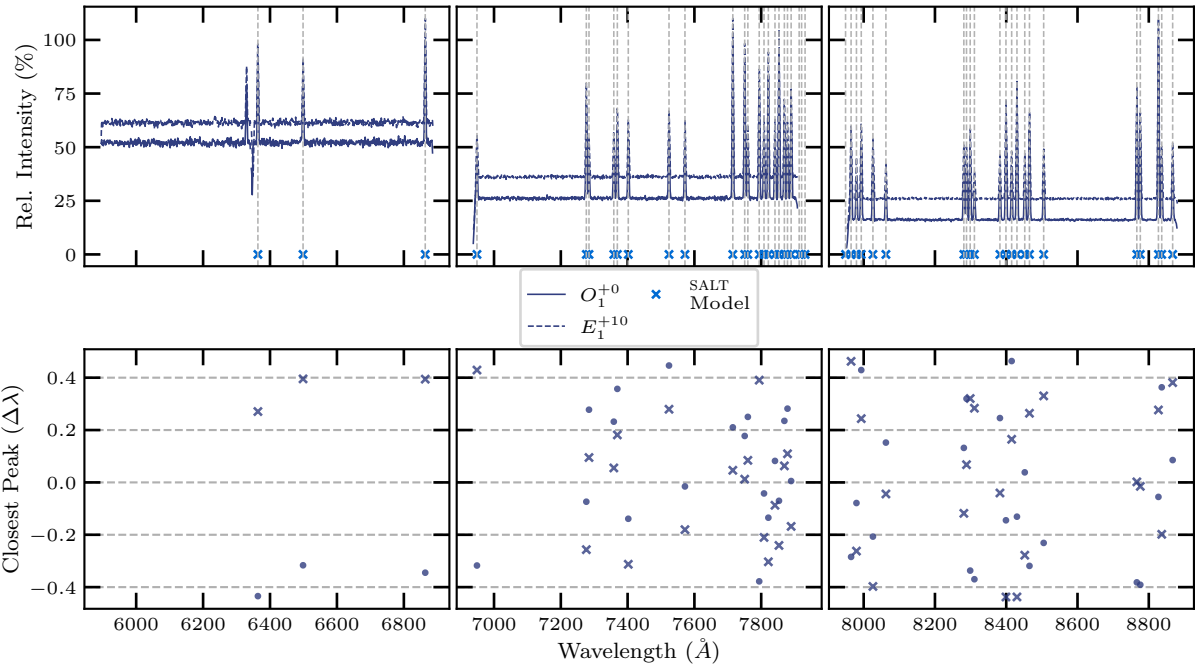 Rel. Intensity (%)
100
75
50
25
0
O₁⁺⁰
E₁⁺¹⁰
SALT
Model
Closest Peak (Δλ)
0.4
0.2
0.0
−0.2
−0.4
6000 6200 6400 6600 6800
7000 7200 7400 7600 7800
8000 8200 8400 8600 8800
Wavelength (Å)